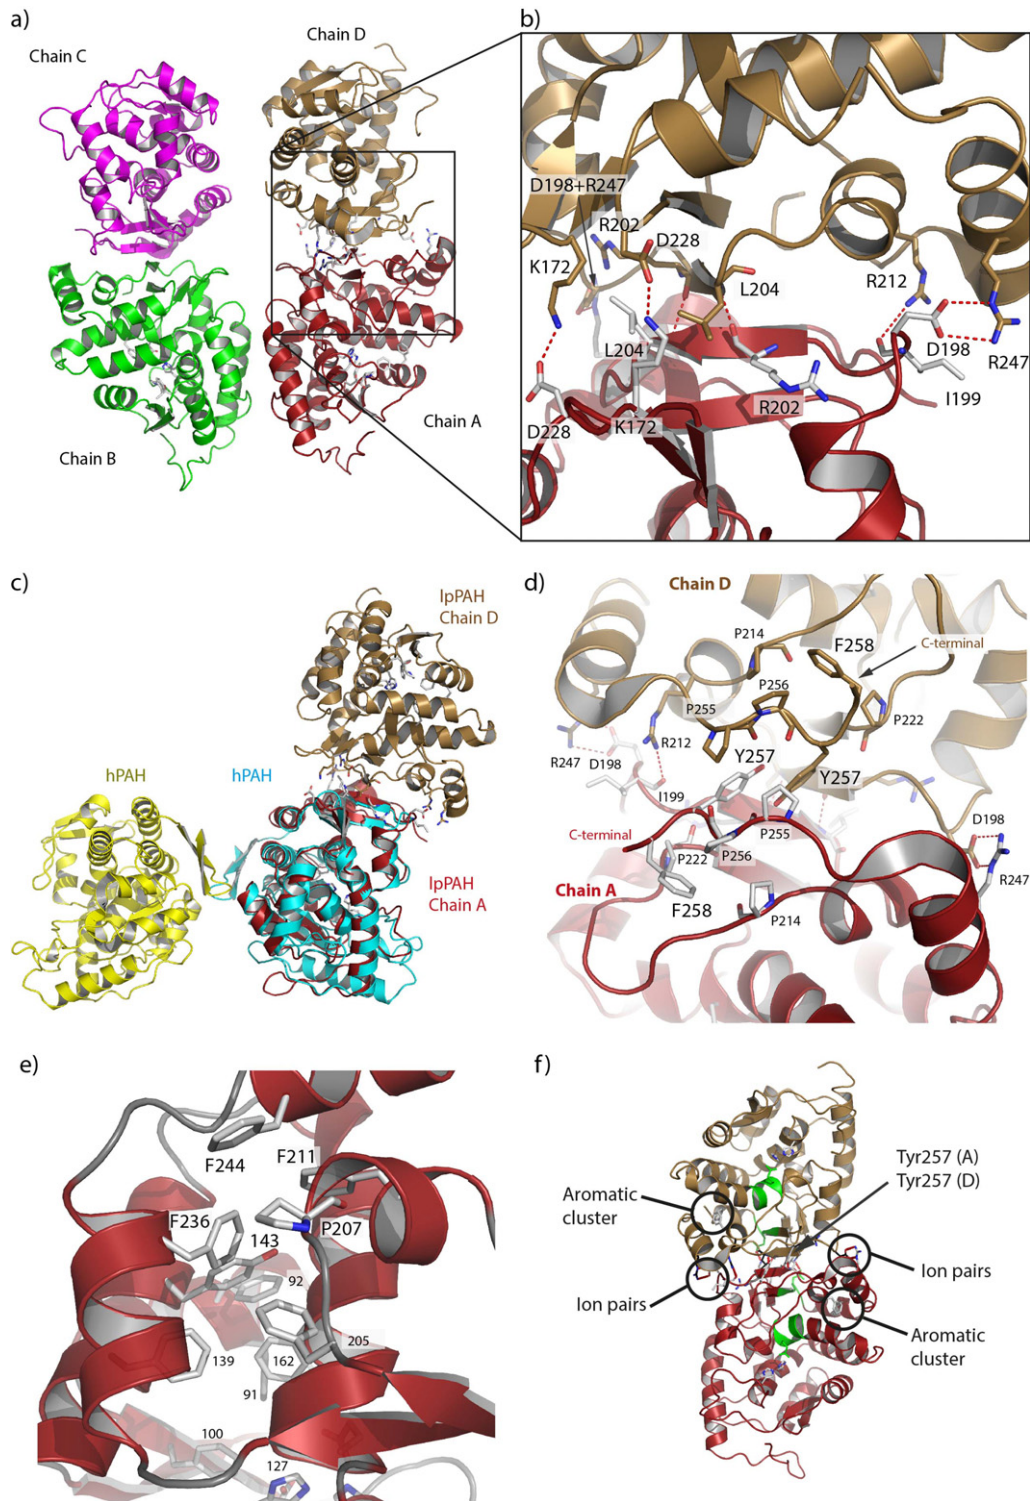 a)
Chain C
Chain D
Chain B
Chain A
b)
D198+R247
R202
D228
K172
L204
R212
L204
D198
R247
I199
R202
K172
D228
c)
lpPAH
Chain D
hPAH
hPAH
lpPAH
Chain A
d)
Chain D
P214
F258
C-terminal
P256
P255
P222
R212
R247
D198
Y257
Y257
I199
D198
C-terminal
P255
P222
P256
R247
Chain A
F258
P214
e)
F244
F211
F236
P207
143
92
205
139
162
91
100
127
f)
Tyr257 (A)
Tyr257 (D)
Aromatic
cluster
Ion pairs
Ion pairs
Aromatic
cluster